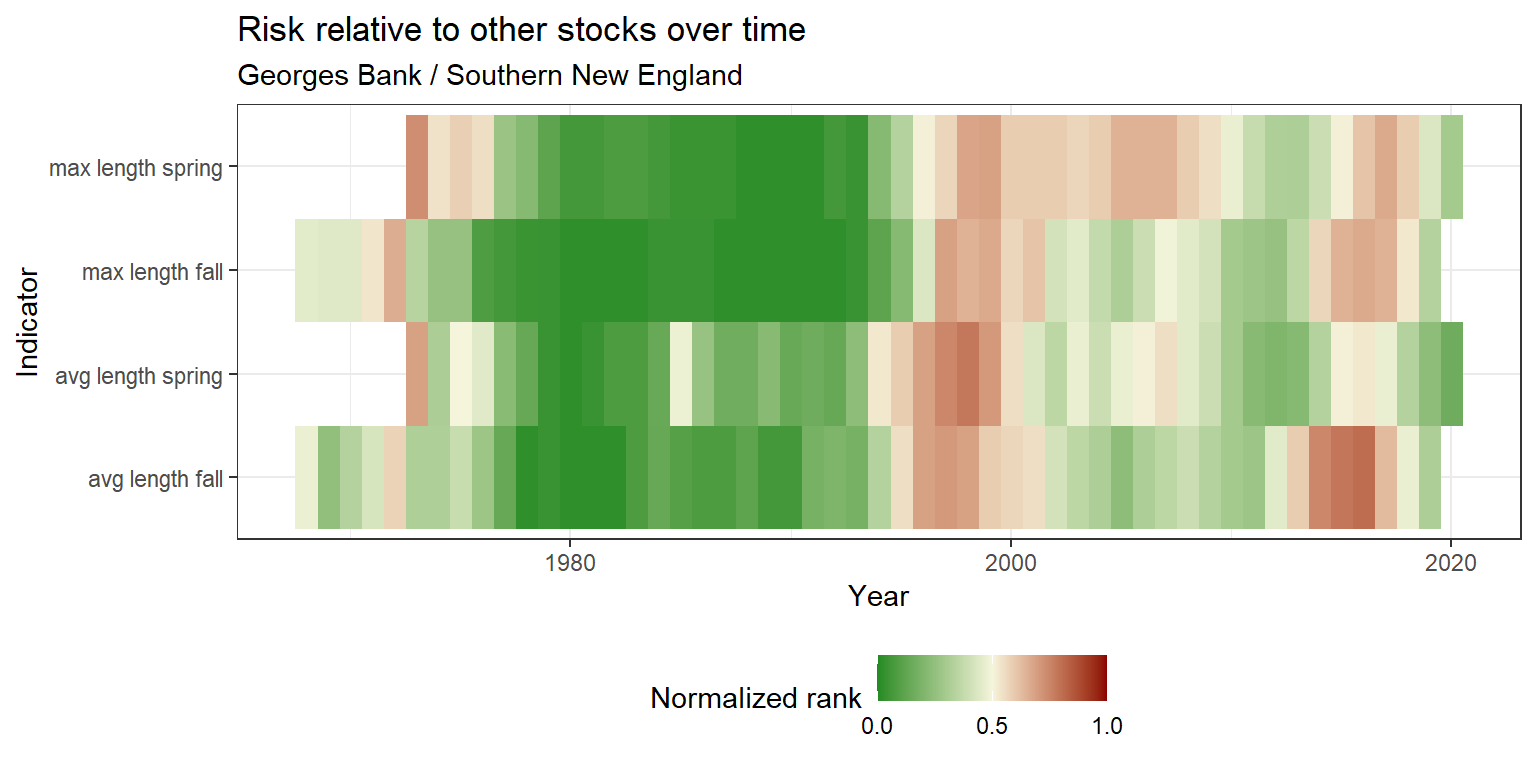 Risk relative to other stocks over time
Georges Bank / Southern New England
Indicator
max length spring
max length fall
avg length spring
avg length fall
1980 2000 2020
Year
Normalized rank
0.0 0.5 1.0